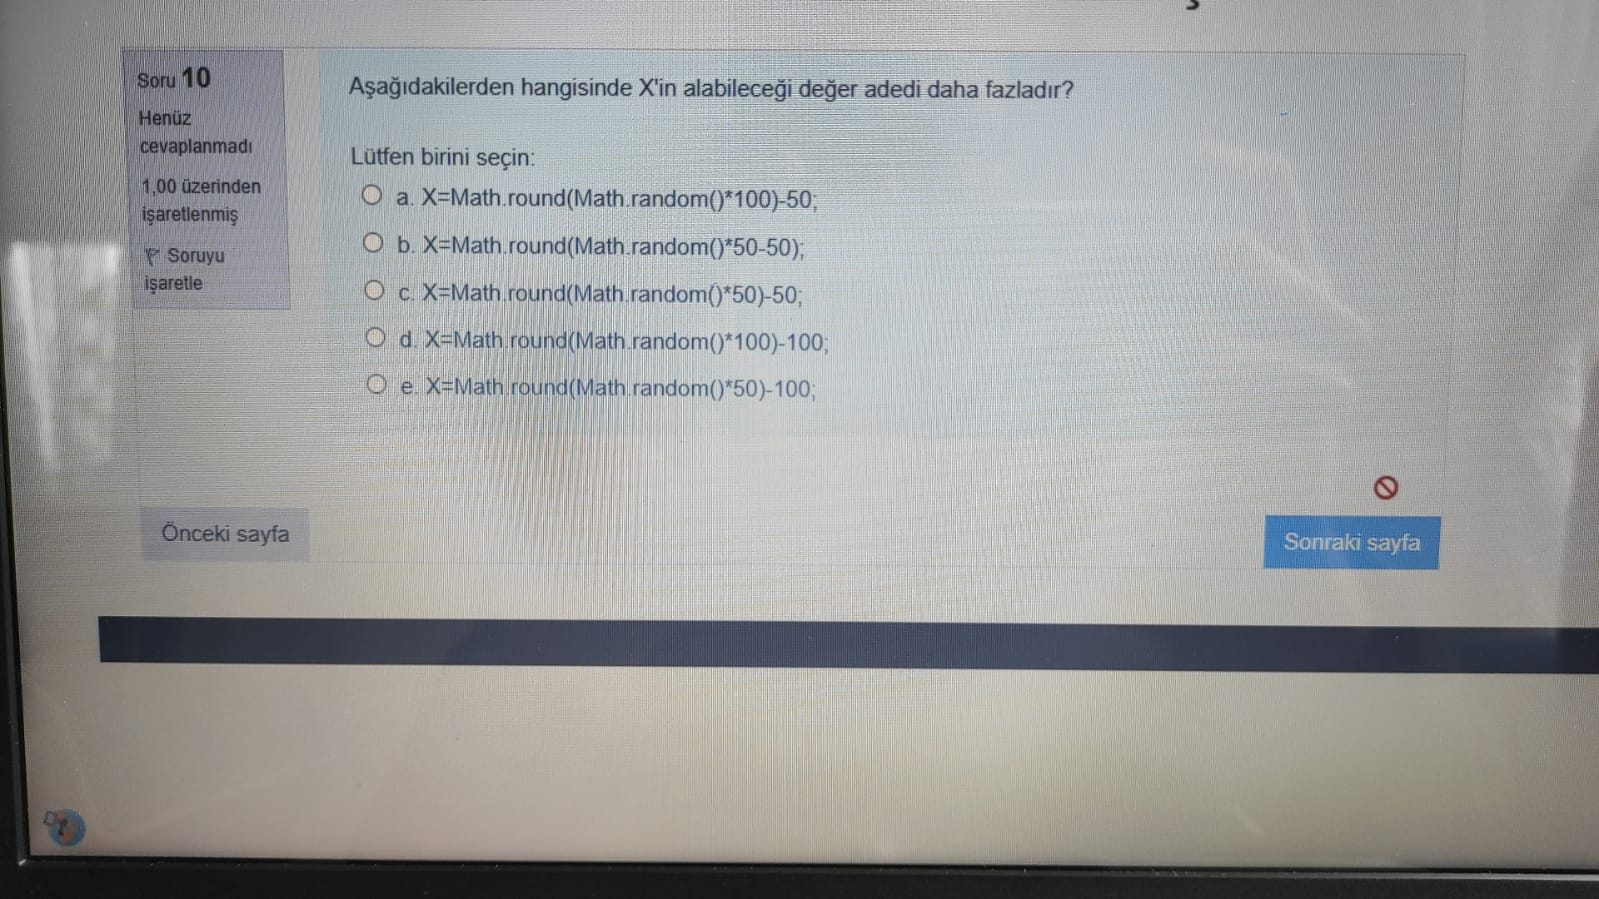 Soru 10
Henüz
cevaplanmadı
1,00 üzerinden
işaretlenmiş
Soruyu
işaretle
Aşağıdakilerden hangisinde X'in alabileceği değer adedi daha fazladır?
Lütfen birini seçin:
a. X=Math.round(Math.random()*100)-50;
b. X=Math.round(Math.random()*50-50);
c. X=Math.round(Math.random()*50)-50;
d. X=Math.round(Math.random()*100)-100;
e. X=Math.round(Math.random()*50)-100;
Önceki sayfa
Sonraki sayfa